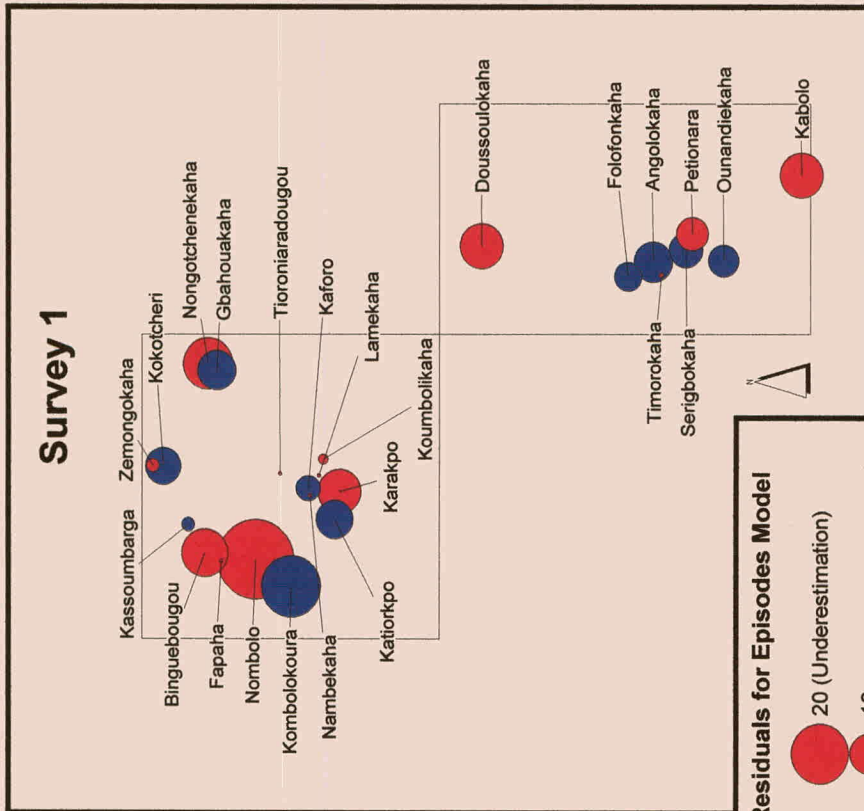 Survey 1
Zemongokaha
Kokotcheri
Nongotchenekaha
Gbahouakaha
Kassoumbarga
Binguebougou
Fapaha
Nombolo
Kombolokoura
Nambekaha
Katiorkpo
Tioroniaradougou
Kaforo
Lamekaha
Koumbolikaha
Karakpo
Doussoulokaha
Folofonkaha
Angolokaha
Petionara
Ounandiekaha
Kabolo
Timorokaha
Serigbokaha
N
Residuals for Episodes Model
20 (Underestimation)